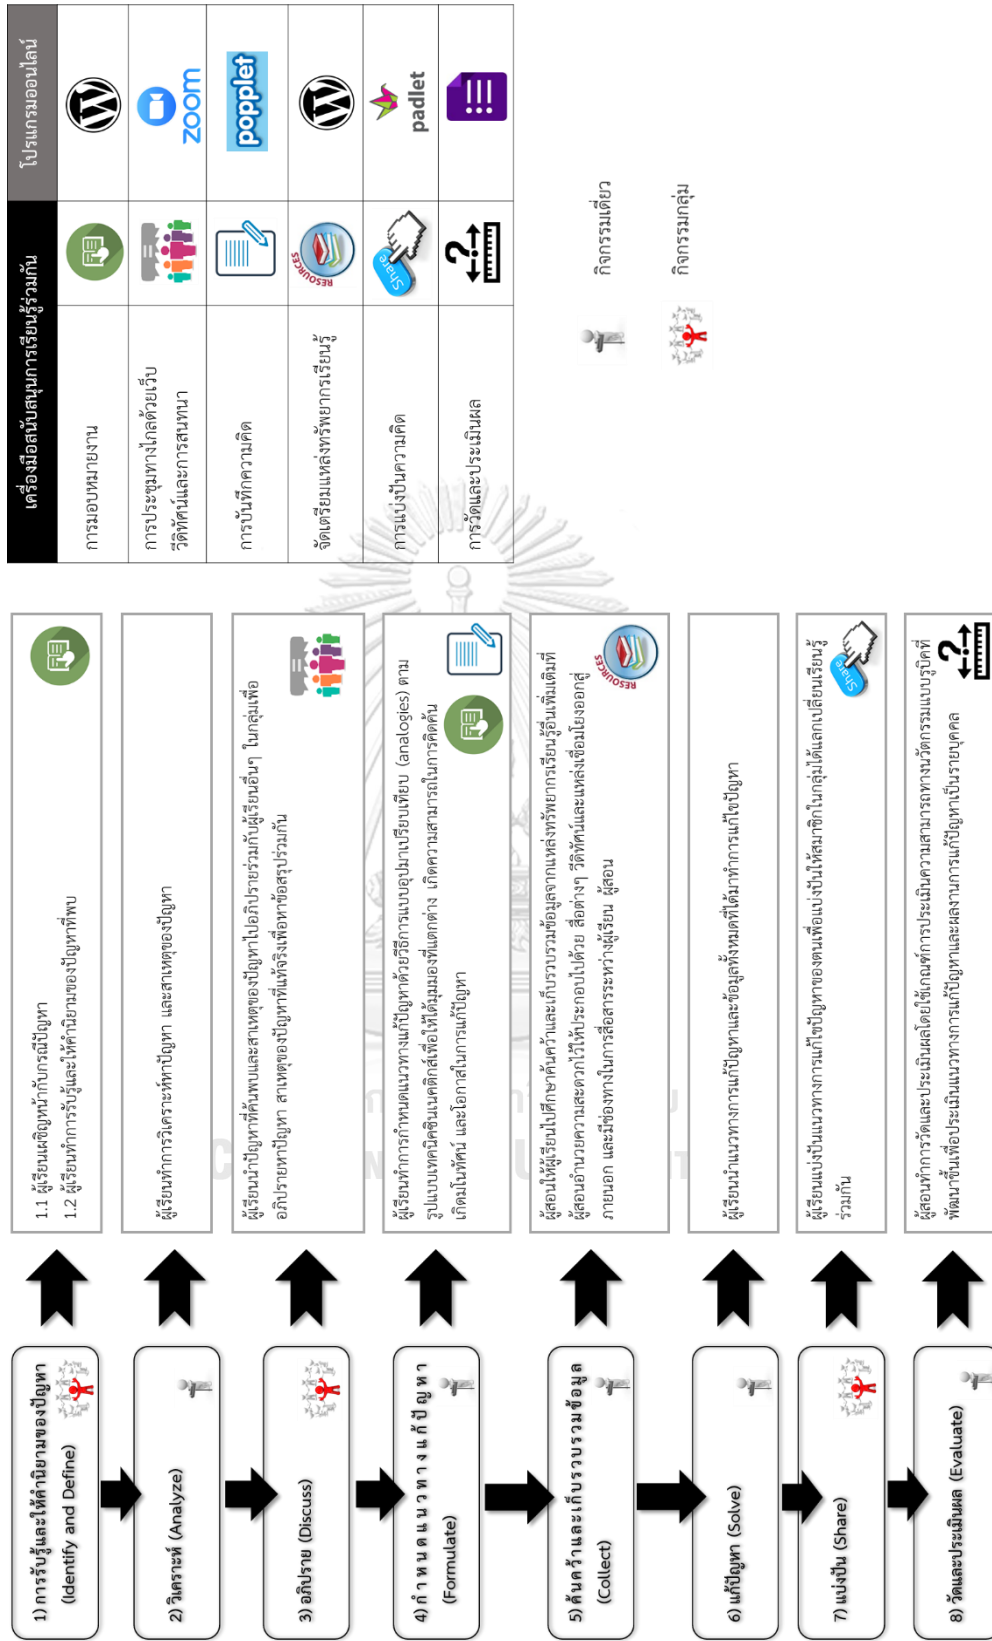 1) การรับรู้และให้คำนิยามของปัญหา
(Identify and Define)
1.1 ผู้เรียนเผชิญหน้ากับกรณีปัญหา
1.2 ผู้เรียนทำการรับรู้และให้คำนิยามของปัญหาที่พบ
2) วิเคราะห์ (Analyze)
ผู้เรียนทำการวิเคราะห์หาปัญหา และสาเหตุของปัญหา
3) อภิปราย (Discuss)
ผู้เรียนนำปัญหาที่ค้นพบและสาเหตุของปัญหาไปอภิปรายร่วมกับผู้เรียนอื่นๆ ในกลุ่มเพื่อ
อภิปรายหาปัญหา สาเหตุของปัญหาที่แท้จริงเพื่อหาข้อสรุปร่วมกัน
4) กำหนดแนวทางแก้ปัญหา
(Formulate)
ผู้เรียนทำการกำหนดแนวทางแก้ปัญหาด้วยวิธีการแบบอุปมาเปรียบเทียบ (analogies) ตาม
รูปแบบเทคนิคซินเนคติกส์เพื่อให้ได้มุมมองที่แตกต่าง เกิดความสามารถในการคิดค้น
เกิดมโนทัศน์ และโอกาสในการแก้ปัญหา
5) ค้นคว้าและเก็บรวบรวมข้อมูล
(Collect)
ผู้สอนให้ผู้เรียนไปศึกษาค้นคว้าและเก็บรวบรวมข้อมูลจากแหล่งทรัพยากรเรียนรู้อื่นเพิ่มเติมที่
ผู้สอนอำนวยความสะดวกไว้ให้ประกอบไปด้วย สื่อต่างๆ วีดิทัศน์และแหล่งเชื่อมโยงออกสู่
ภายนอก และมีช่องทางในการสื่อสารระหว่างผู้เรียน ผู้สอน
RESOURCES
6) แก้ปัญหา (Solve)
ผู้เรียนนำแนวทางการแก้ปัญหาและข้อมูลทั้งหมดที่ได้มาทำการแก้ไขปัญหา
7) แบ่งปัน (Share)
ผู้เรียนแบ่งปันแนวทางการแก้ไขปัญหาของตนเพื่อแบ่งปันให้สมาชิกในกลุ่มได้แลกเปลี่ยนเรียนรู้
ร่วมกัน
Share
8) วัดและประเมินผล (Evaluate)
ผู้สอนทำการวัดและประเมินผลโดยใช้เกณฑ์การประเมินความสามารถทางนวัตกรรมแบบรูบิคที่
พัฒนาขึ้นเพื่อประเมินแนวทางการแก้ปัญหาและผลงานการแก้ปัญหาเป็นรายบุคคล
?
เครื่องมือสนับสนุนการเรียนรู้ร่วมกัน
โปรแกรมออนไลน์
การมอบหมายงาน
W
การประชุมทางไกลด้วยเว็บ
วีดิทัศน์และการสนทนา
zoom
การบันทึกความคิด
popplet
จัดเตรียมแหล่งทรัพยากรเรียนรู้
RESOURCES
W
การแบ่งปันความคิด
Share
padlet
การวัดและประเมินผล
?
กิจกรรมเดี่ยว
กิจกรรมกลุ่ม